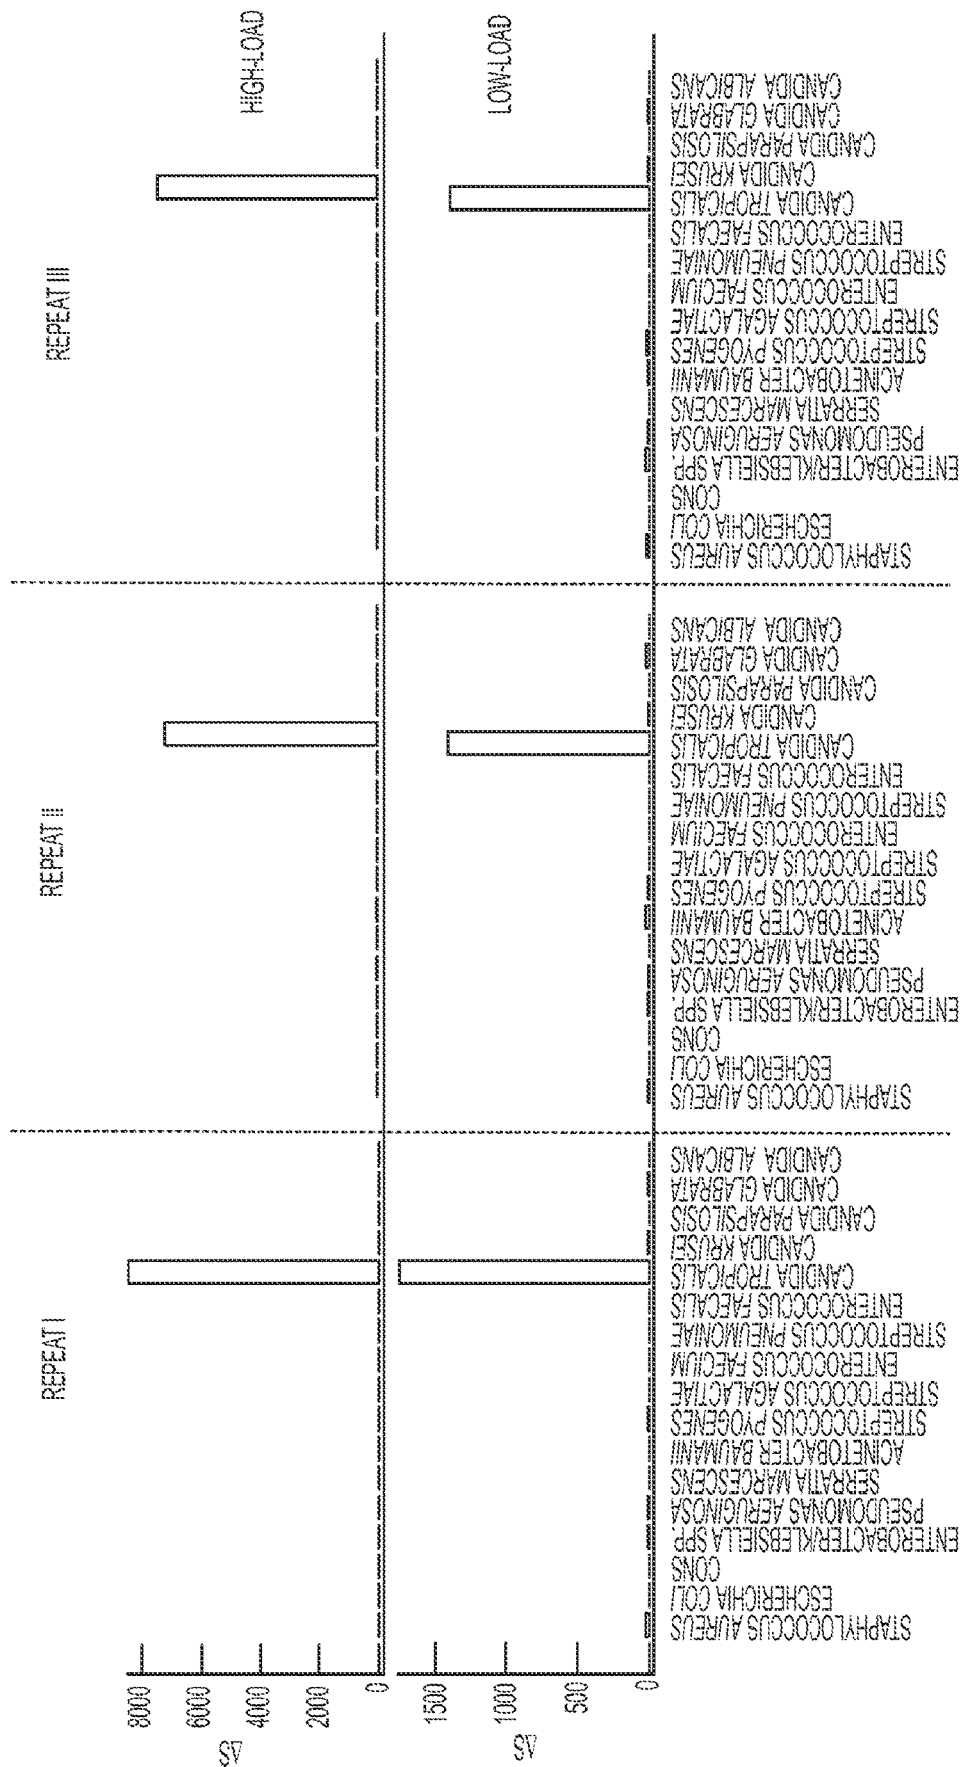 REPEAT I
REPEAT II
REPEAT III
HIGH-LOAD
ΔS
8000
6000
4000
2000
0
LOW-LOAD
ΔS
1500
1000
500
0
STAPHYLOCOCCUS AUREUS
ESCHERICHIA COLI
CONS
ENTEROBACTER/KLEBSIELLA SPP.
PSEUDOMONAS AERUGINOSA
SERRATIA MARCESCENS
ACINETOBACTER BAUMANII
STREPTOCOCCUS PYOGENES
STREPTOCOCCUS AGALACTIAE
ENTEROCOCCUS FAECIUM
STREPTOCOCCUS PNEUMONIAE
ENTEROCOCCUS FAECALIS
CANDIDA TROPICALIS
CANDIDA KRUSEI
CANDIDA PARAPSILOSIS
CANDIDA GLABRATA
CANDIDA ALBICANS
STAPHYLOCOCCUS AUREUS
ESCHERICHIA COLI
CONS
ENTEROBACTER/KLEBSIELLA SPP.
PSEUDOMONAS AERUGINOSA
SERRATIA MARCESCENS
ACINETOBACTER BAUMANII
STREPTOCOCCUS PYOGENES
STREPTOCOCCUS AGALACTIAE
ENTEROCOCCUS FAECIUM
STREPTOCOCCUS PNEUMONIAE
ENTEROCOCCUS FAECALIS
CANDIDA TROPICALIS
CANDIDA KRUSEI
CANDIDA PARAPSILOSIS
CANDIDA GLABRATA
CANDIDA ALBICANS
STAPHYLOCOCCUS AUREUS
ESCHERICHIA COLI
CONS
ENTEROBACTER/KLEBSIELLA SPP.
PSEUDOMONAS AERUGINOSA
SERRATIA MARCESCENS
ACINETOBACTER BAUMANII
STREPTOCOCCUS PYOGENES
STREPTOCOCCUS AGALACTIAE
ENTEROCOCCUS FAECIUM
STREPTOCOCCUS PNEUMONIAE
ENTEROCOCCUS FAECALIS
CANDIDA TROPICALIS
CANDIDA KRUSEI
CANDIDA PARAPSILOSIS
CANDIDA GLABRATA
CANDIDA ALBICANS